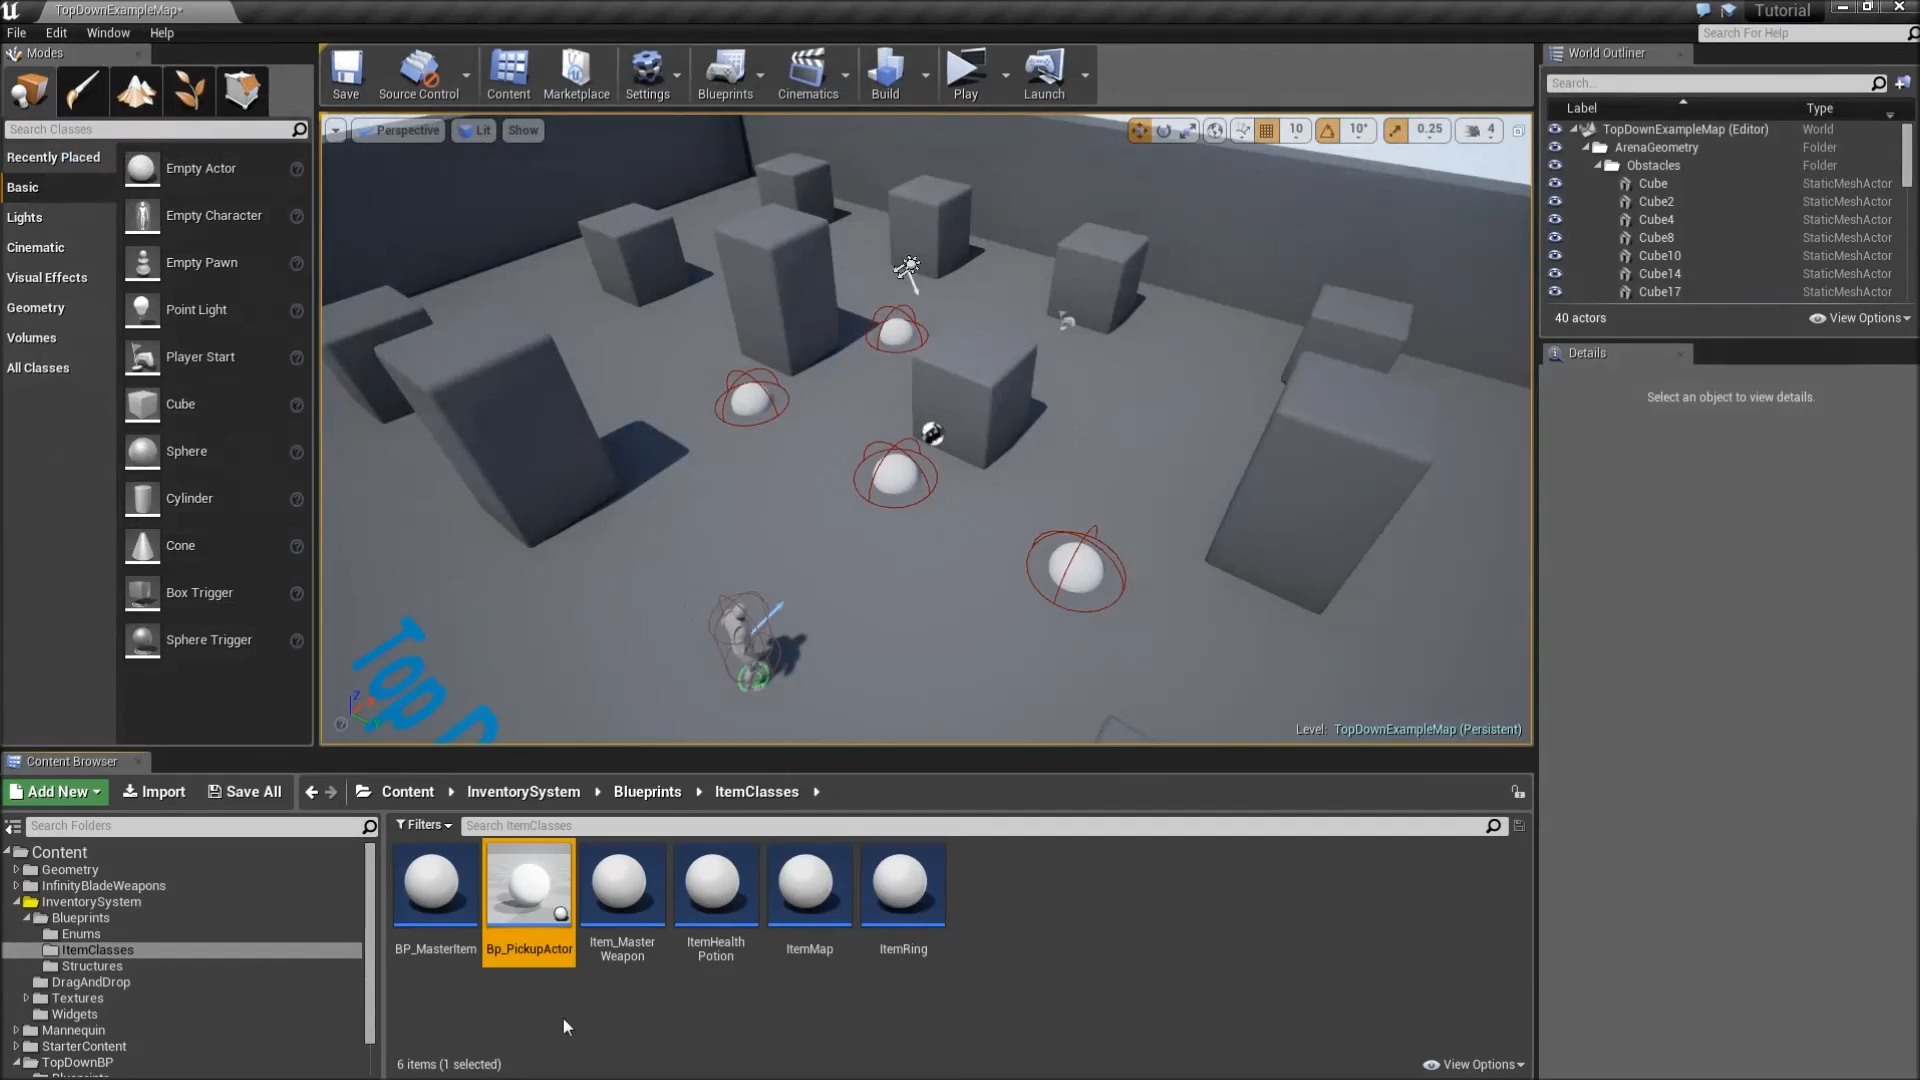 TopDownExampleMap*
Tutorial
File Edit Window Help
Search For Help
Modes
Save
Source Control
Content
Marketplace
Settings
Blueprints
Cinematics
Build
Play
Launch
Search Classes
Recently Placed
Basic
Lights
Cinematic
Visual Effects
Geometry
Volumes
All Classes
Empty Actor
Empty Character
Empty Pawn
Point Light
Player Start
Cube
Sphere
Cylinder
Cone
Box Trigger
Sphere Trigger
Perspective
Lit
Show
10
10°
0.25
4
Top D
Z
Level: TopDownExampleMap (Persistent)
World Outliner
Search...
Label Type
TopDownExampleMap (Editor) World
ArenaGeometry Folder
Obstacles Folder
Cube StaticMeshActor
Cube2 StaticMeshActor
Cube4 StaticMeshActor
Cube8 StaticMeshActor
Cube10 StaticMeshActor
Cube14 StaticMeshActor
Cube17 StaticMeshActor
40 actors
View Options
Details
Select an object to view details.
Content Browser
Add New
Import
Save All
Content
InventorySystem
Blueprints
ItemClasses
Search Folders
Content
Geometry
InfinityBladeWeapons
InventorySystem
Blueprints
Enums
ItemClasses
Structures
DragAndDrop
Textures
Widgets
Mannequin
StarterContent
TopDownBP
Blueprints
Filters
Search ItemClasses
BP_MasterItem
Bp_PickupActor
Item_Master
Weapon
ItemHealth
Potion
ItemMap
ItemRing
6 items (1 selected)
View Options